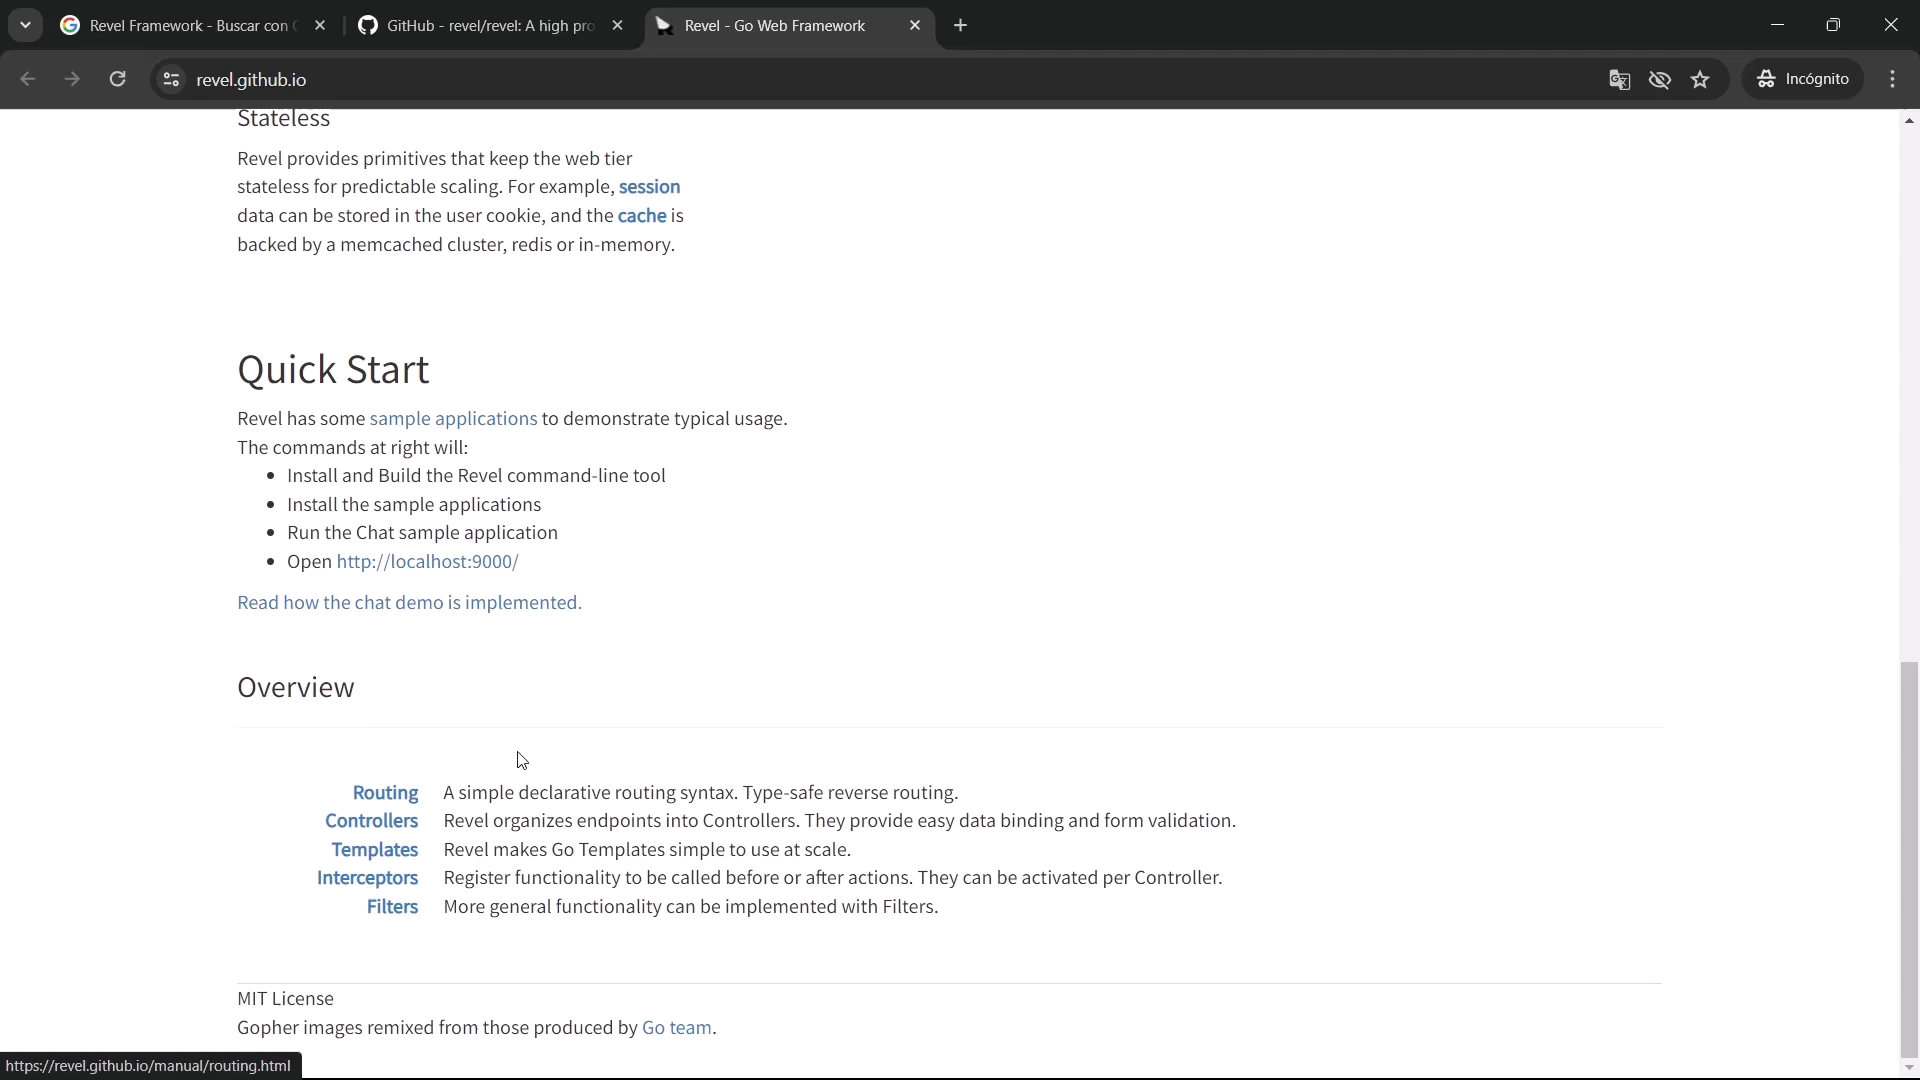 Revel Framework - Buscar con
GitHub - revel/revel: A high pro
Revel - Go Web Framework
revel.github.io
Incógnito
Stateless
Revel provides primitives that keep the web tier
stateless for predictable scaling. For example, session
data can be stored in the user cookie, and the cache is
backed by a memcached cluster, redis or in-memory.
Quick Start
Revel has some sample applications to demonstrate typical usage.
The commands at right will:
• Install and Build the Revel command-line tool
• Install the sample applications
• Run the Chat sample application
• Open http://localhost:9000/
Read how the chat demo is implemented.
Overview
Routing A simple declarative routing syntax. Type-safe reverse routing.
Controllers Revel organizes endpoints into Controllers. They provide easy data binding and form validation.
Templates Revel makes Go Templates simple to use at scale.
Interceptors Register functionality to be called before or after actions. They can be activated per Controller.
Filters More general functionality can be implemented with Filters.
MIT License
Gopher images remixed from those produced by Go team.
https://revel.github.io/manual/routing.html